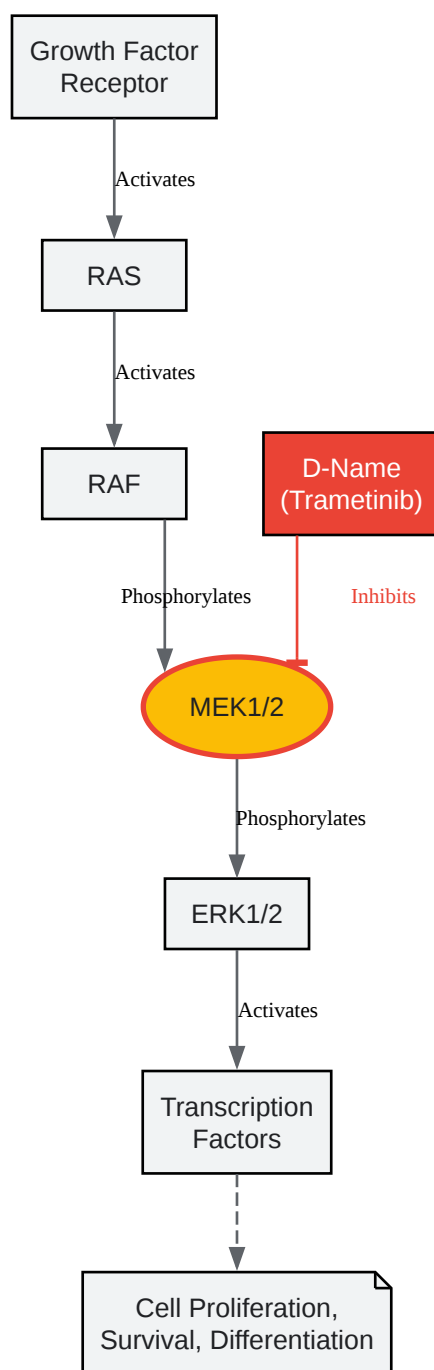 Growth Factor
Receptor
Activates
RAS
Activates
RAF
D-Name
(Trametinib)
Phosphorylates
Inhibits
MEK1/2
Phosphorylates
ERK1/2
Activates
Transcription
Factors
Cell Proliferation,
Survival, Differentiation